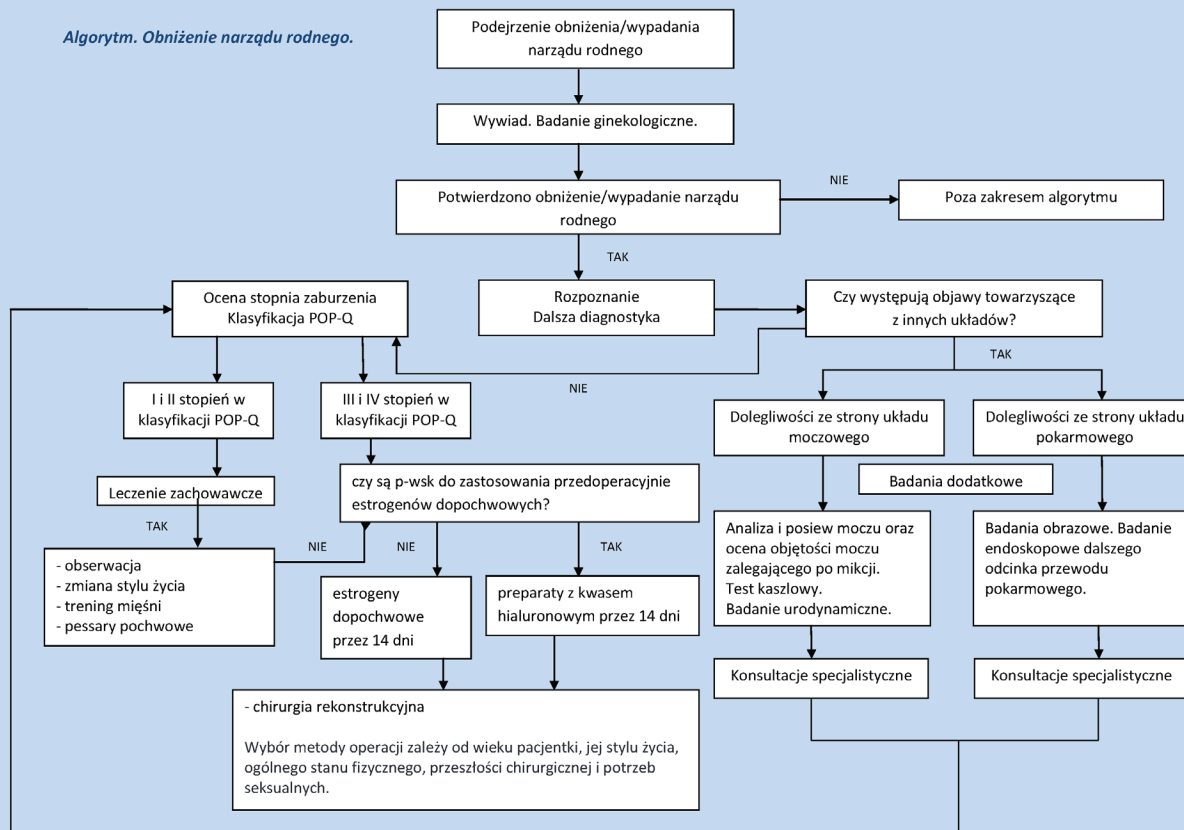 Algorytm. Obniżenie narządu rodnego.
Podejrzenie obniżenia/wypadania
narządu rodnego
Wywiad. Badanie ginekologiczne.
Potwierdzono obniżenie/wypadanie narządu
rodnego
NIE
Poza zakresem algorytmu
TAK
Ocena stopnia zaburzenia
Klasyfikacja POP-Q
Rozpoznanie
Dalsza diagnostyka
Czy występują objawy towarzyszące
z innych układów?
NIE
TAK
I i II stopień w
klasyfikacji POP-Q
III i IV stopień w
klasyfikacji POP-Q
Dolegliwości ze strony układu
moczowego
Dolegliwości ze strony układu
pokarmowego
Leczenie zachowawcze
czy są p-wsk do zastosowania przedoperacyjnie
estrogenów dopochwowych?
Badania dodatkowe
TAK
- obserwacja
- zmiana stylu życia
- trening mięśni
- pessary pochwowe
NIE
NIE
TAK
estrogeny
dopochwowe
przez 14 dni
preparaty z kwasem
hialuronowym przez 14 dni
Analiza i posiew moczu oraz
ocena objętości moczu
zalegającego po mikcji.
Test kaszlowy.
Badanie urodynamiczne.
Badania obrazowe. Badanie
endoskopowe dalszego
odcinka przewodu
pokarmowego.
Konsultacje specjalistyczne
Konsultacje specjalistyczne
- chirurgia rekonstrukcyjna
Wybór metody operacji zależy od wieku pacjentki, jej stylu życia,
ogólnego stanu fizycznego, przeszłości chirurgicznej i potrzeb
seksualnych.